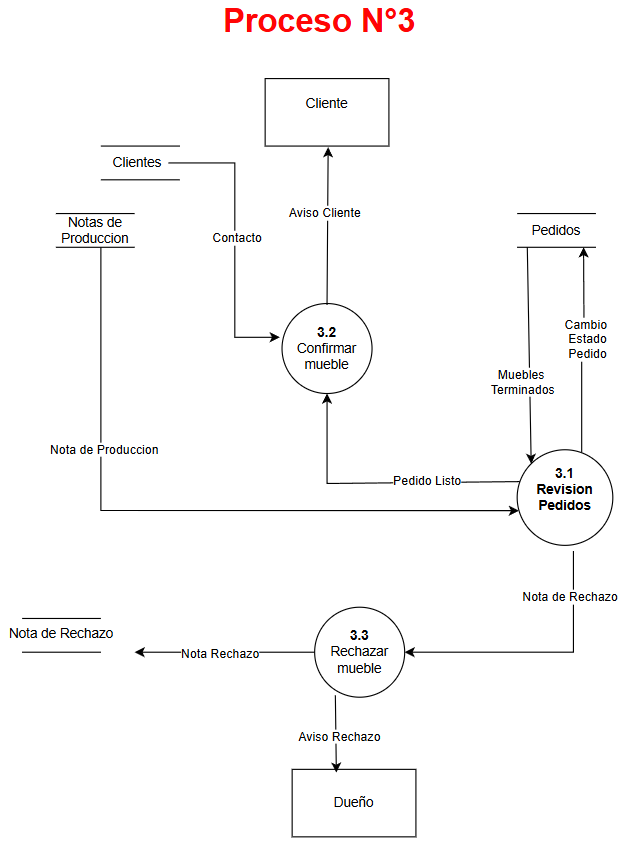 Proceso N°3
Cliente
Clientes
Notas de
Produccion
Pedidos
Aviso Cliente
Contacto
Cambio
Estado
Pedido
3.2
Confirmar
mueble
Muebles
Terminados
Nota de Produccion
Pedido Listo
3.1
Revision
Pedidos
Nota de Rechazo
Nota de Rechazo
Nota Rechazo
3.3
Rechazar
mueble
Aviso Rechazo
Dueño